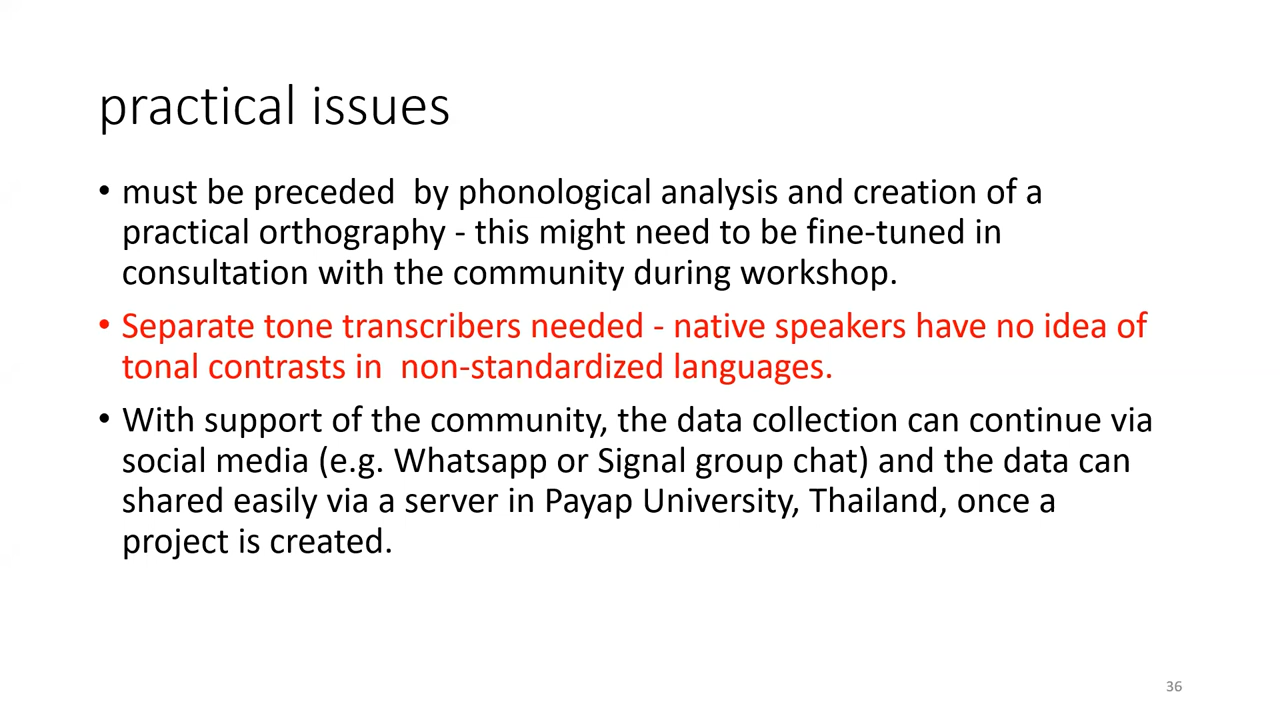 practical issues
• must be preceded  by phonological analysis and creation of a
practical orthography - this might need to be fine-tuned in
consultation with the community during workshop.
• Separate tone transcribers needed - native speakers have no idea of
tonal contrasts in  non-standardized languages.
• With support of the community, the data collection can continue via
social media (e.g. Whatsapp or Signal group chat) and the data can
shared easily via a server in Payap University, Thailand, once a
project is created.
36